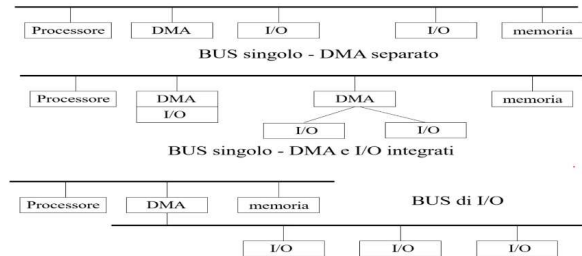 Processore DMA I/O I/O memoria
BUS singolo - DMA separato
Processore DMA DMA memoria
I/O
I/O I/O
BUS singolo - DMA e I/O integrati
BUS di I/O
Processore DMA memoria
I/O I/O I/O